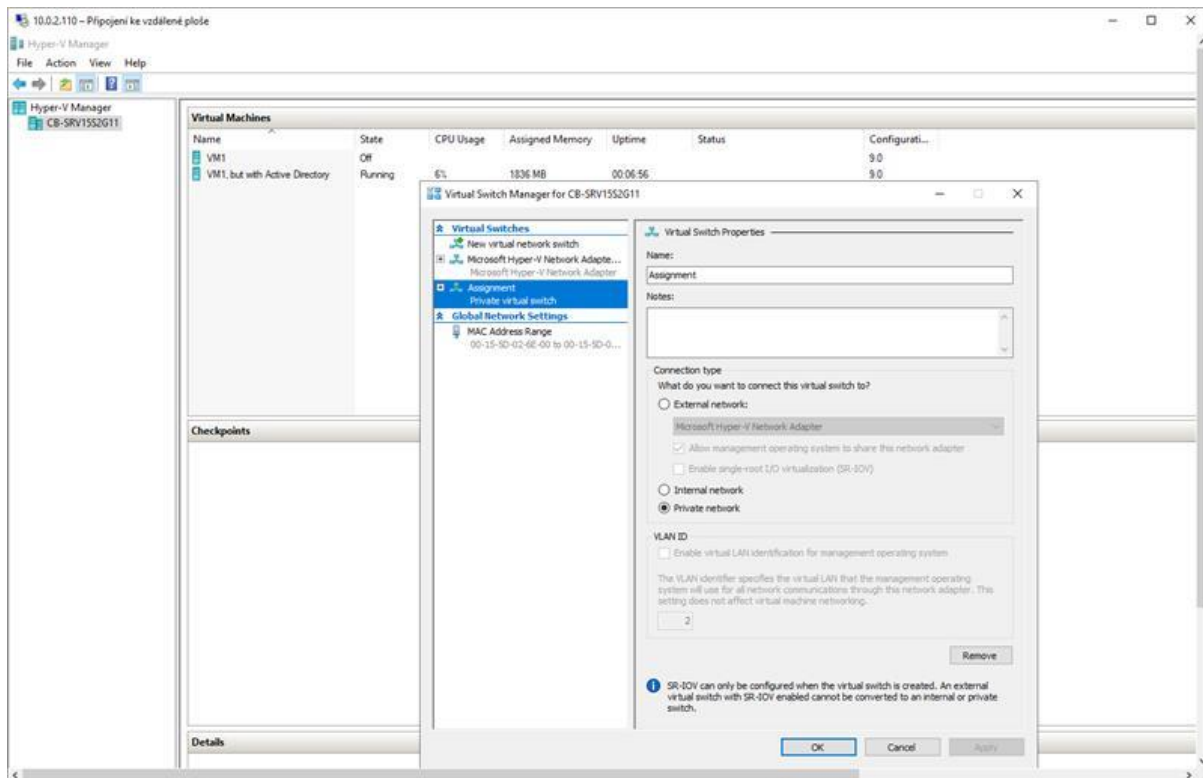 10.0.2.110 – Připojení ke vzdálené ploše
Hyper-V Manager
File Action View Help
Hyper-V Manager
CB-SRV15S2G11
Virtual Machines
Name State CPU Usage Assigned Memory Uptime Status Configurati...
VM1 Off 9.0
VM1, but with Active Directory Running 6% 1836 MB 00:06:56 9.0
Virtual Switch Manager for CB-SRV15S2G11
Virtual Switches
New virtual network switch
Microsoft Hyper-V Network Adapte...
Microsoft Hyper-V Network Adapter
Assignment
Private virtual switch
Global Network Settings
MAC Address Range
00-15-5D-02-6E-00 to 00-15-5D-0...
Virtual Switch Properties
Name:
Assignment
Notes:
Connection type
What do you want to connect this virtual switch to?
External network:
Microsoft Hyper-V Network Adapter
Allow management operating system to share this network adapter
Enable single-root I/O virtualization (SR-IOV)
Internal network
Private network
VLAN ID
Enable virtual LAN identification for management operating system
The VLAN identifier specifies the virtual LAN that the management operating
system will use for all network communications through this network adapter. This
setting does not affect virtual machine networking.
2
Remove
SR-IOV can only be configured when the virtual switch is created. An external
virtual switch with SR-IOV enabled cannot be converted to an internal or private
switch.
OK Cancel Apply
Checkpoints
Details